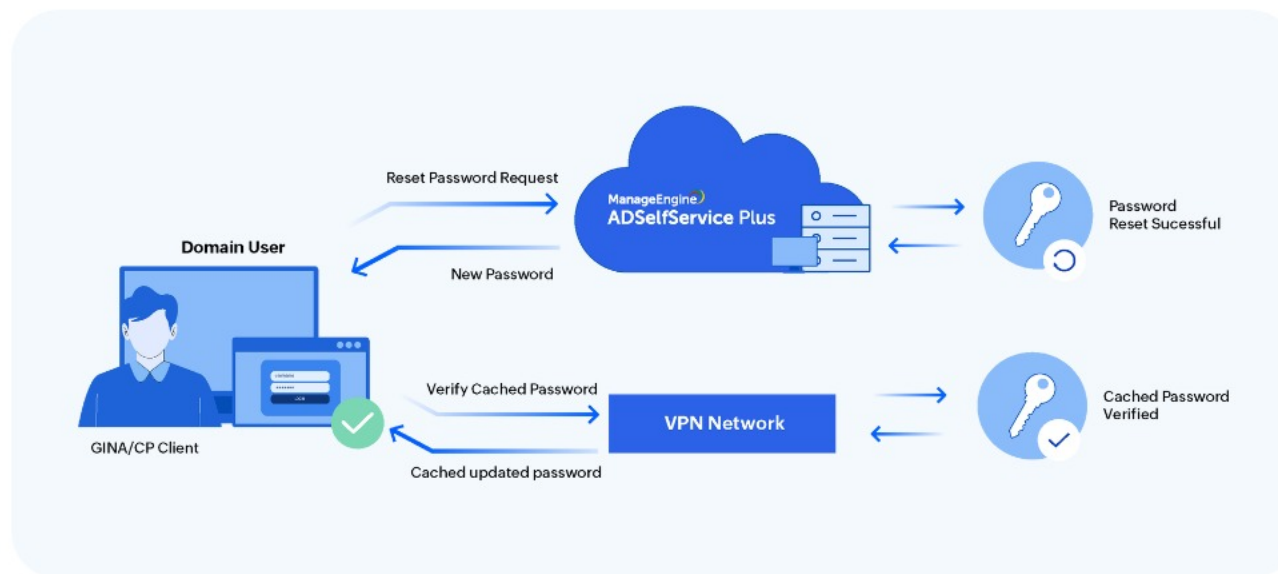 Reset Password Request
ManageEngine
ADSelfService Plus
Password
Reset Sucessful
Domain User
New Password
Verify Cached Password
VPN Network
Cached Password
Verified
GINA/CP Client
Cached updated password